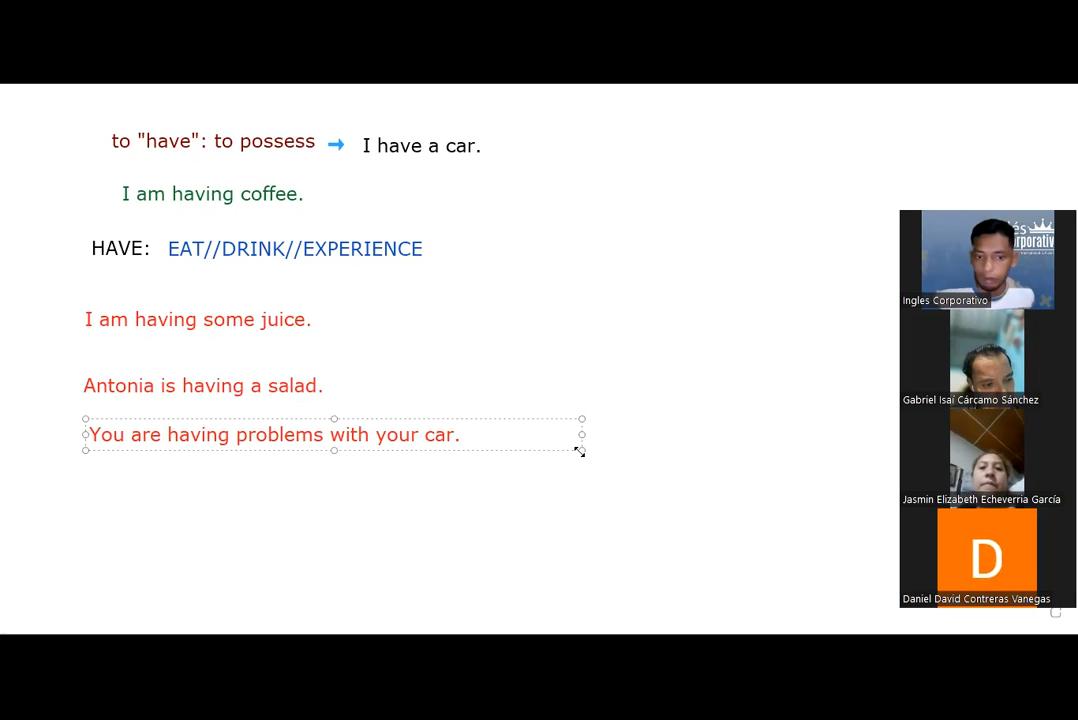 to "have": to possess → I have a car.
I am having coffee.
HAVE: EAT//DRINK//EXPERIENCE
I am having some juice.
Antonia is having a salad.
You are having problems with your car.
Ingles Corporativo
Gabriel Isaí Cárcamo Sánchez
Jasmin Elizabeth Echeverria García
D
Daniel David Contreras Vanegas